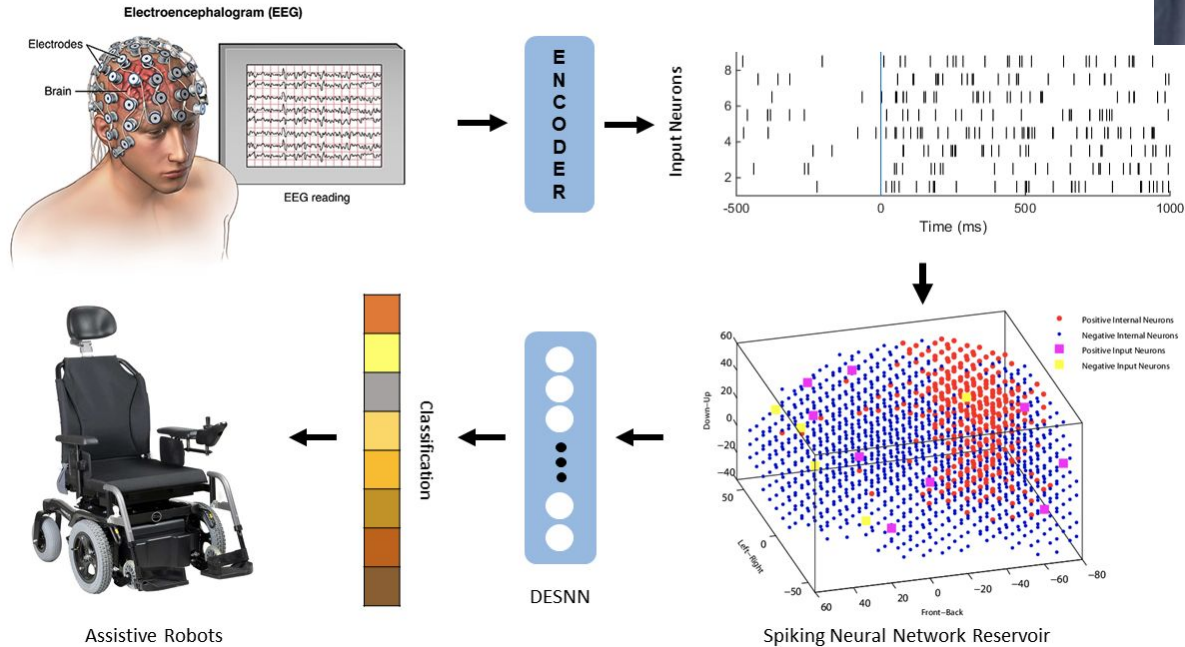 Electroencephalogram (EEG)
Electrodes
Brain
EEG reading
E
N
C
O
D
E
R
Input Neurons
8
6
4
2
-500
0
500
1000
Time (ms)
Positive Internal Neurons
Negative Internal Neurons
Positive Input Neurons
Negative Input Neurons
Down-Up
60
40
20
0
−20
−40
50
0
−50
Left-Right
60
40
20
0
−20
−40
−60
−80
Front-Back
Spiking Neural Network Reservoir
DESNN
Classification
Assistive Robots